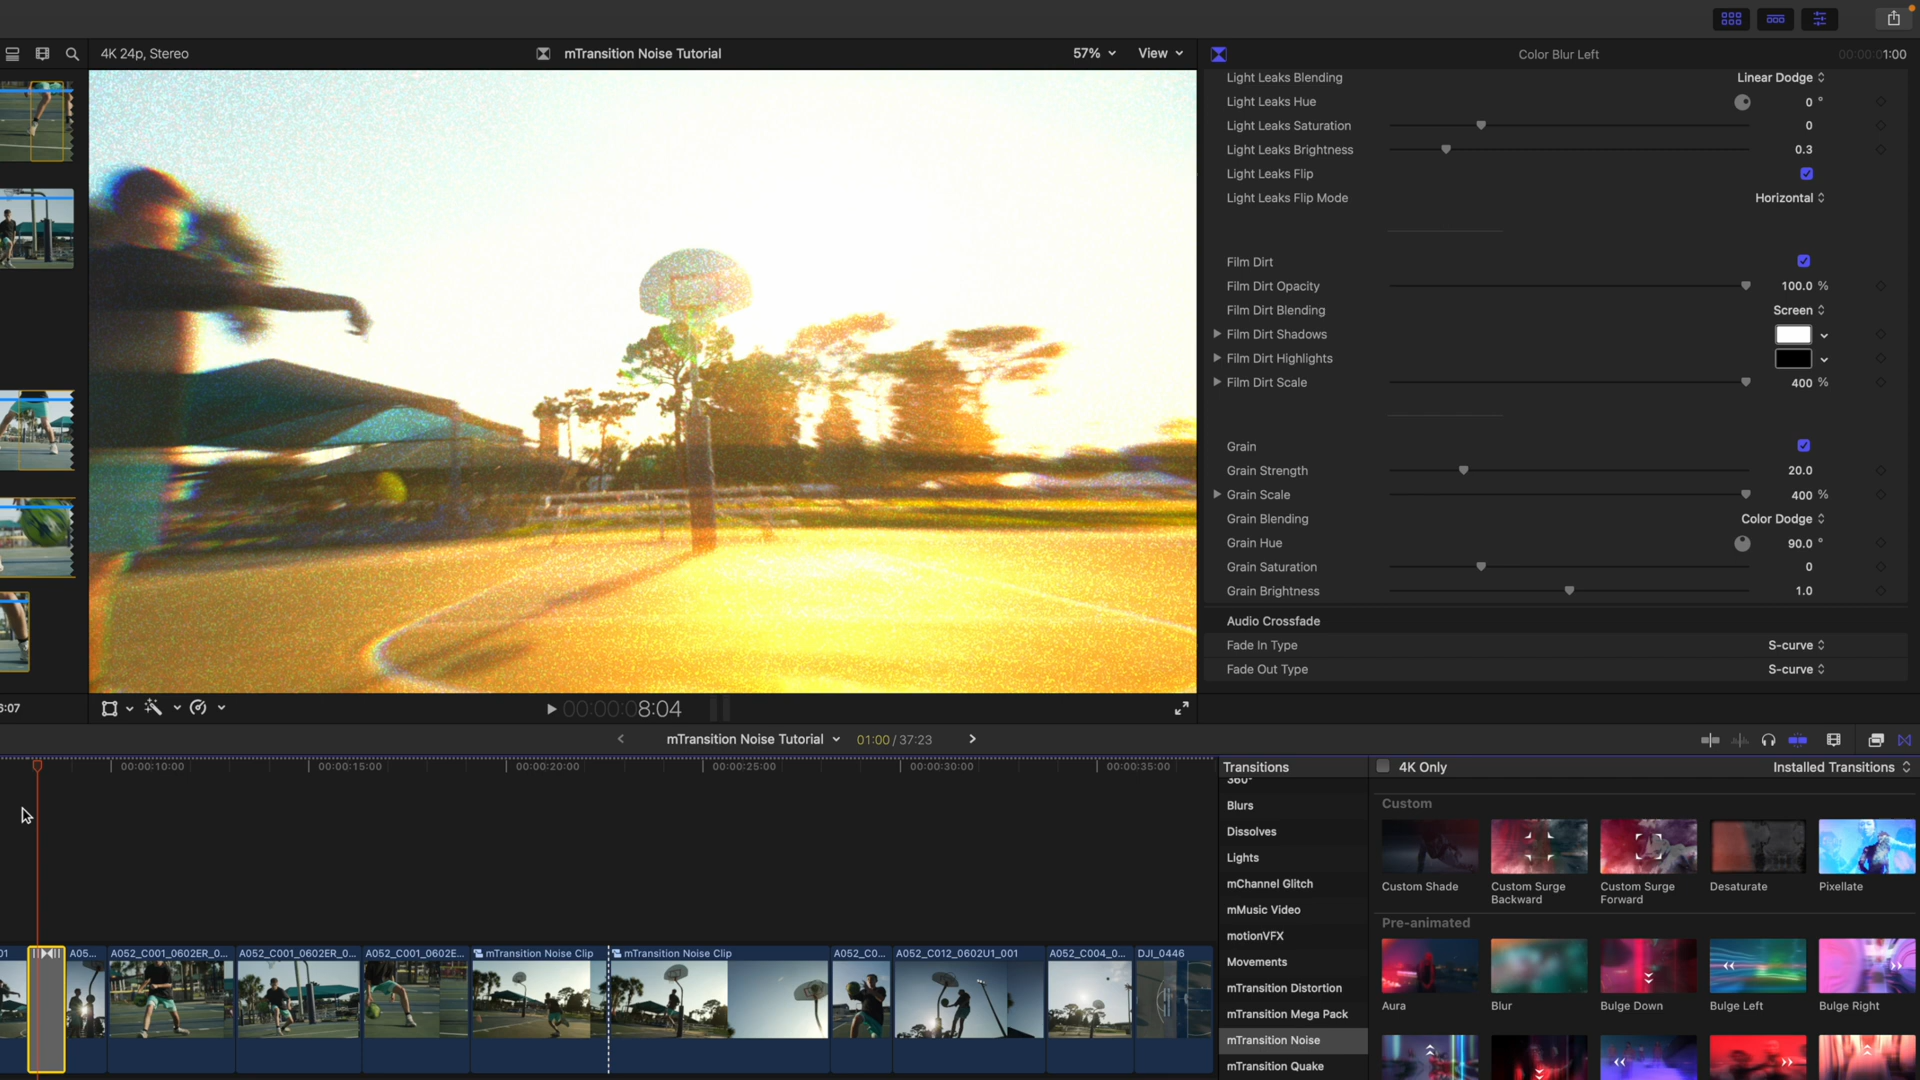 4K 24p, Stereo
mTransition Noise Tutorial
57%
View
Color Blur Left
00:00:01:00
Light Leaks Blending
Linear Dodge
Light Leaks Hue
0 °
Light Leaks Saturation
0
Light Leaks Brightness
0.3
Light Leaks Flip
Light Leaks Flip Mode
Horizontal
Film Dirt
Film Dirt Opacity
100.0 %
Film Dirt Blending
Screen
Film Dirt Shadows
Film Dirt Highlights
Film Dirt Scale
400 %
Grain
Grain Strength
20.0
Grain Scale
400 %
Grain Blending
Color Dodge
Grain Hue
90.0 °
Grain Saturation
0
Grain Brightness
1.0
Audio Crossfade
Fade In Type
S-curve
Fade Out Type
S-curve
:07
00:00:08:04
mTransition Noise Tutorial
01:00 / 37:23
00:00:10:00
00:00:15:00
00:00:20:00
00:00:25:00
00:00:30:00
00:00:35:00
01
A05...
A052_C001_0602ER_0...
A052_C001_0602ER_0...
A052_C001_0602E...
mTransition Noise Clip
mTransition Noise Clip
A052_C0...
A052_C012_0602U1_001
A052_C004_0...
DJI_0446
Transitions
360°
Blurs
Dissolves
Lights
mChannel Glitch
mMusic Video
motionVFX
Movements
mTransition Distortion
mTransition Mega Pack
mTransition Noise
mTransition Quake
4K Only
Installed Transitions
Custom
Custom Shade
Custom Surge Backward
Custom Surge Forward
Desaturate
Pixellate
Pre-animated
Aura
Blur
Bulge Down
Bulge Left
Bulge Right